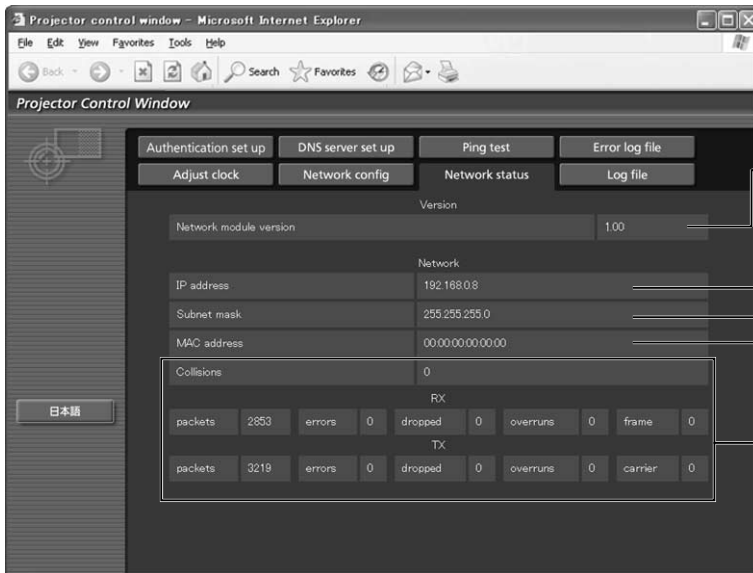 Projector control window - Microsoft Internet Explorer
File Edit View Favorites Tools Help
Back Search Favorites
Projector Control Window
Authentication set up DNS server set up Ping test Error log file
Adjust clock Network config Network status Log file
Version
Network module version 1.00
Network
IP address 192.168.0.8
Subnet mask 255.255.255.0
MAC address 00:00:00:00:00:00
Collisions 0
RX
日本語
packets 2853 errors 0 dropped 0 overruns 0 frame 0
TX
packets 3219 errors 0 dropped 0 overruns 0 carrier 0